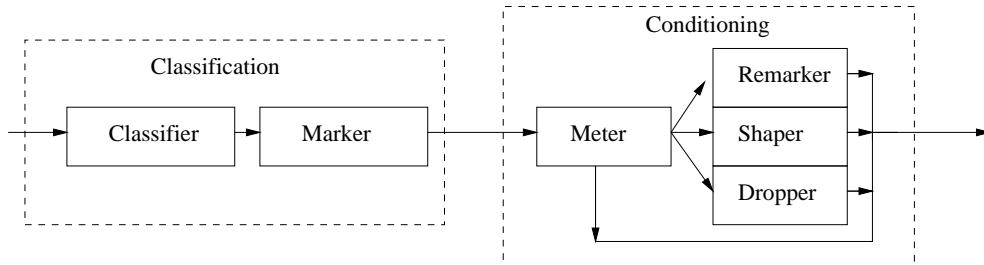 Conditioning
Classification
Remarker
Classifier
Marker
Meter
Shaper
Dropper